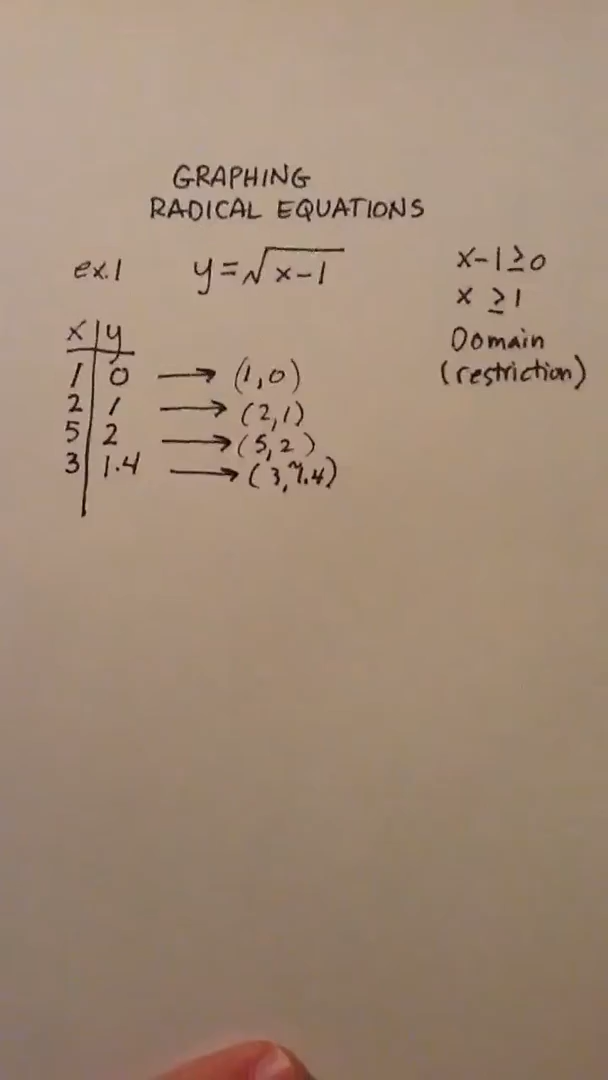 GRAPHING
RADICAL EQUATIONS
ex.1 y=√x-1
x-1≥0
x ≥1
Domain
(restriction)
x y
1 0 → (1,0)
2 1 → (2,1)
5 2 → (5,2)
3 1.4 → (3,~1.4)